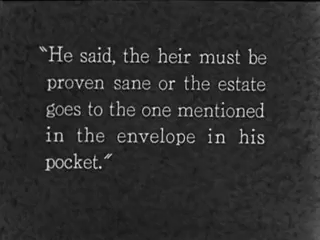 "He said, the heir must be
proven sane or the estate
goes to the one mentioned
in the envelope in his
pocket."